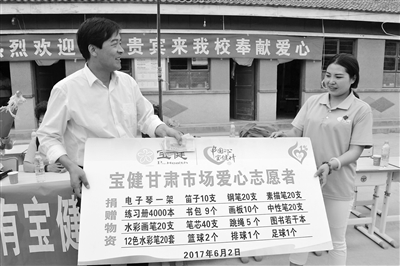 烈欢迎 贵宾来我校奉献爱心
宝健
宝健甘肃市场爱心志愿者
捐赠物资
电子琴一架 笛子10支 钢笔20支 素描笔20支
练习册4000本 书包 9个 画板10个 中性笔20支
水彩画笔20支 笔芯40支 跳绳 5个 图书若干本
12色水彩笔20套 篮球2个 排球1个 足球1个
2017年6月2日
有宝健